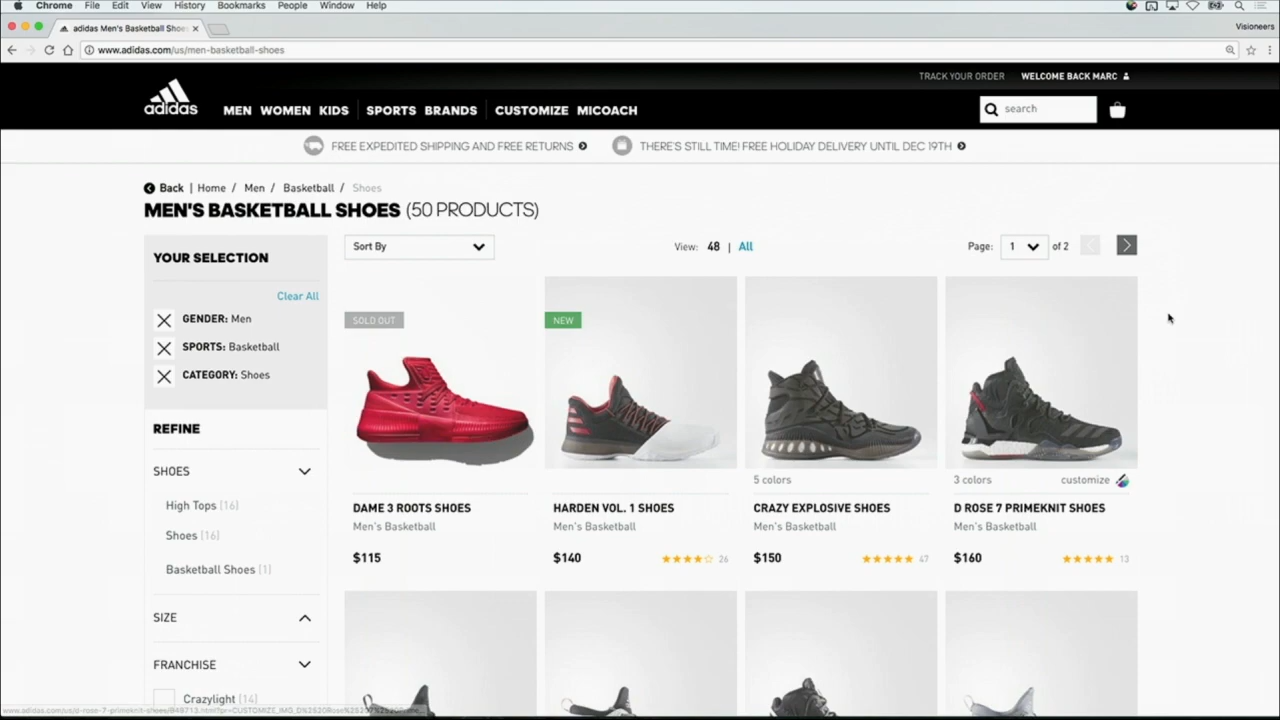 Chrome File Edit View History Bookmarks People Window Help
adidas Men's Basketball Shoes
Visioneers
www.adidas.com/us/men-basketball-shoes
TRACK YOUR ORDER WELCOME BACK MARC
adidas
MEN WOMEN KIDS SPORTS BRANDS CUSTOMIZE MICOACH
search
FREE EXPEDITED SHIPPING AND FREE RETURNS THERE'S STILL TIME! FREE HOLIDAY DELIVERY UNTIL DEC 19TH
Back | Home / Men / Basketball / Shoes
MEN'S BASKETBALL SHOES (50 PRODUCTS)
YOUR SELECTION
Clear All
GENDER: Men
SPORTS: Basketball
CATEGORY: Shoes
REFINE
SHOES
High Tops (16)
Shoes (16)
Basketball Shoes (1)
SIZE
FRANCHISE
Crazylight (14)
Sort By
View: 48 | All
Page: 1 of 2
SOLD OUT
NEW
5 colors
3 colors customize
DAME 3 ROOTS SHOES
Men's Basketball
$115
HARDEN VOL. 1 SHOES
Men's Basketball
$140 26
CRAZY EXPLOSIVE SHOES
Men's Basketball
$150 47
D ROSE 7 PRIMEKNIT SHOES
Men's Basketball
$160 13